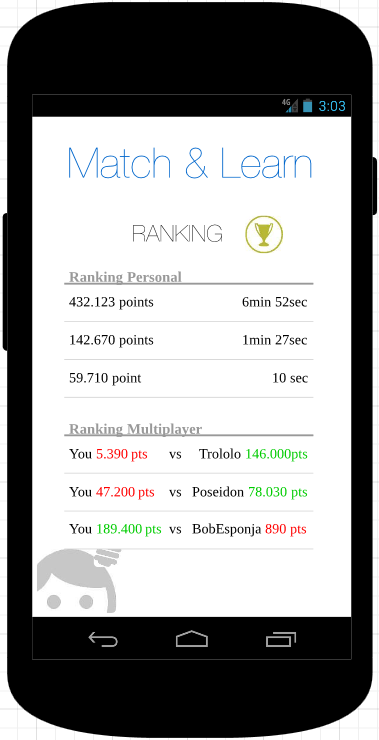 4G 3:03
Match & Learn
RANKING
Ranking Personal
432.123 points 6min 52sec
142.670 points 1min 27sec
59.710 point 10 sec
Ranking Multiplayer
You 5.390 pts vs Trololo 146.000pts
You 47.200 pts vs Poseidon 78.030 pts
You 189.400 pts vs BobEsponja 890 pts